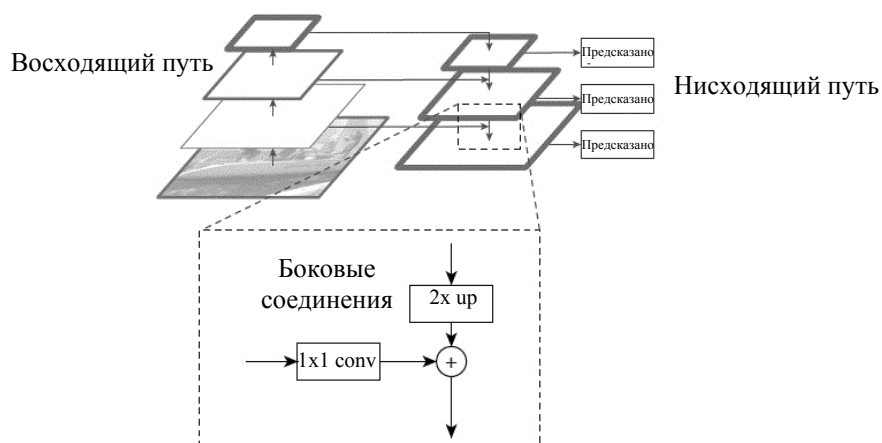 Восходящий путь
Предсказано
Предсказано
Нисходящий путь
Предсказано
Боковые
соединения
2x up
1x1 conv
+